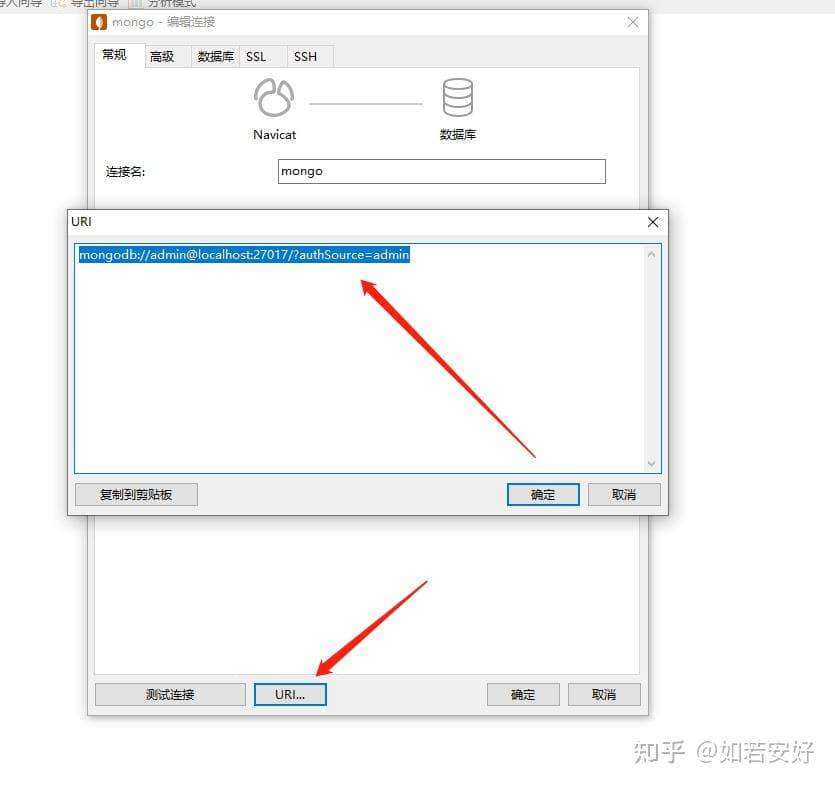 导入向导 导出向导 分析模式
mongo - 编辑连接
常规 高级 数据库 SSL SSH
Navicat 数据库
连接名: mongo
URI
mongodb://admin@localhost:27017/?authSource=admin
复制到剪贴板 确定 取消
测试连接 URI... 确定 取消
知乎 @如若安好